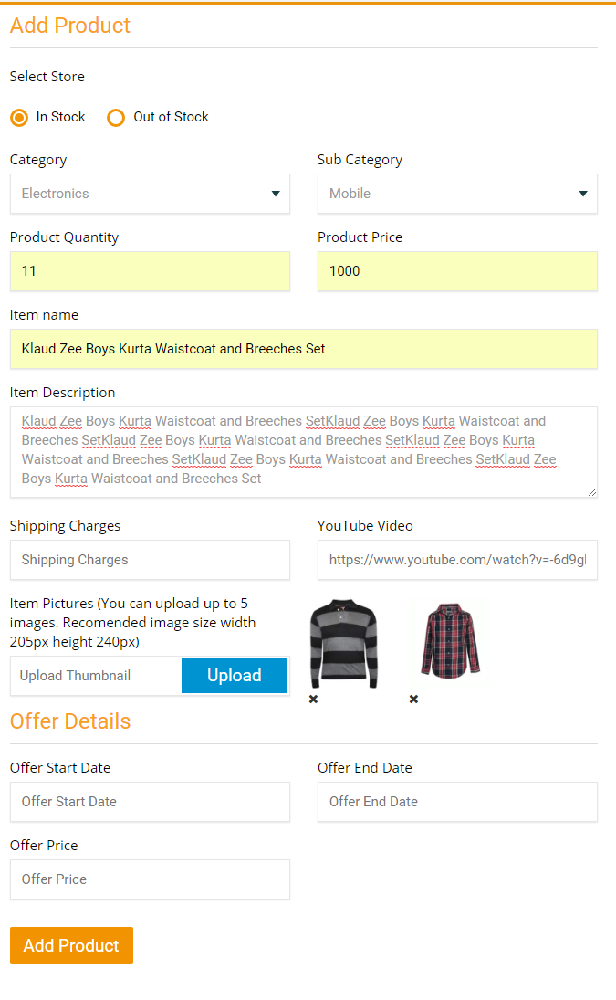 Add Product
Select Store
In Stock Out of Stock
Category Sub Category
Electronics Mobile
Product Quantity Product Price
11 1000
Item name
Klaud Zee Boys Kurta Waistcoat and Breeches Set
Item Description
Klaud Zee Boys Kurta Waistcoat and Breeches SetKlaud Zee Boys Kurta Waistcoat and
Breeches SetKlaud Zee Boys Kurta Waistcoat and Breeches SetKlaud Zee Boys Kurta
Waistcoat and Breeches SetKlaud Zee Boys Kurta Waistcoat and Breeches SetKlaud Zee
Boys Kurta Waistcoat and Breeches Set
Shipping Charges YouTube Video
Shipping Charges https://www.youtube.com/watch?v=-6d9gl
Item Pictures (You can upload up to 5
images. Recomended image size width
205px height 240px)
Upload Thumbnail Upload
Offer Details
Offer Start Date Offer End Date
Offer Start Date Offer End Date
Offer Price
Offer Price
Add Product